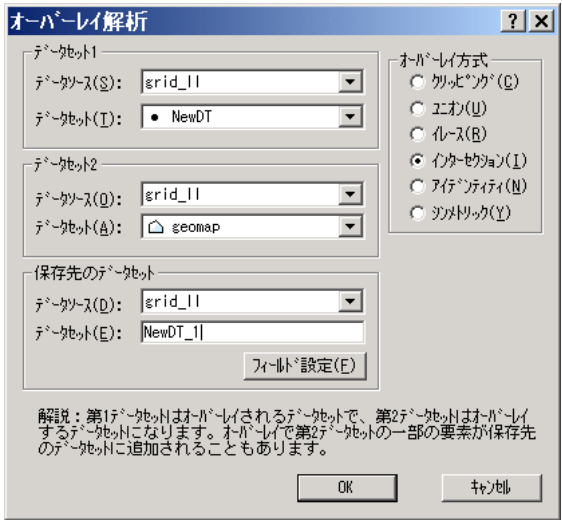 オーバーレイ解析
データセット1
データソース(S):
grid_II
データセット(T):
NewDT
データセット2
データソース(O):
grid_II
データセット(A):
geomap
保存先のデータセット
データソース(D):
grid_II
データセット(E):
NewDT_1
フィールド設定(F)
オーバーレイ方式
クリッピング(C)
ユニオン(U)
イレース(R)
インターセクション(I)
アイデンティティ(N)
シンメトリック(Y)
解説：第1データセットはオーバーレイされるデータセットで、第2データセットはオーバーレイ
するデータセットになります。オーバーレイで第2データセットの一部の要素が保存先
のデータセットに追加されることもあります。
OK
キャンセル